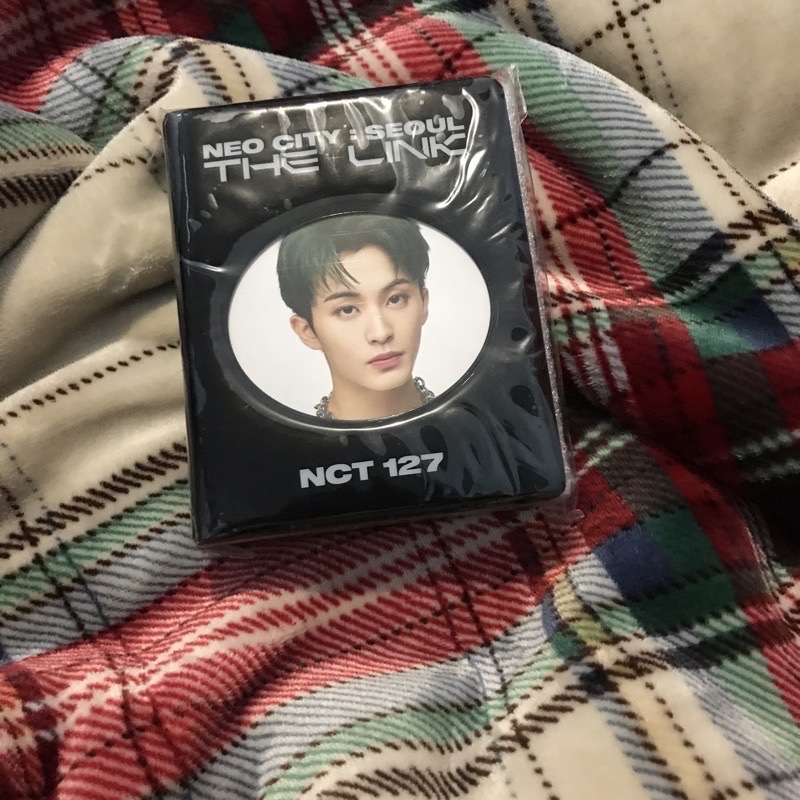 NEO CITY : SEOUL
THE LINK
NCT 127